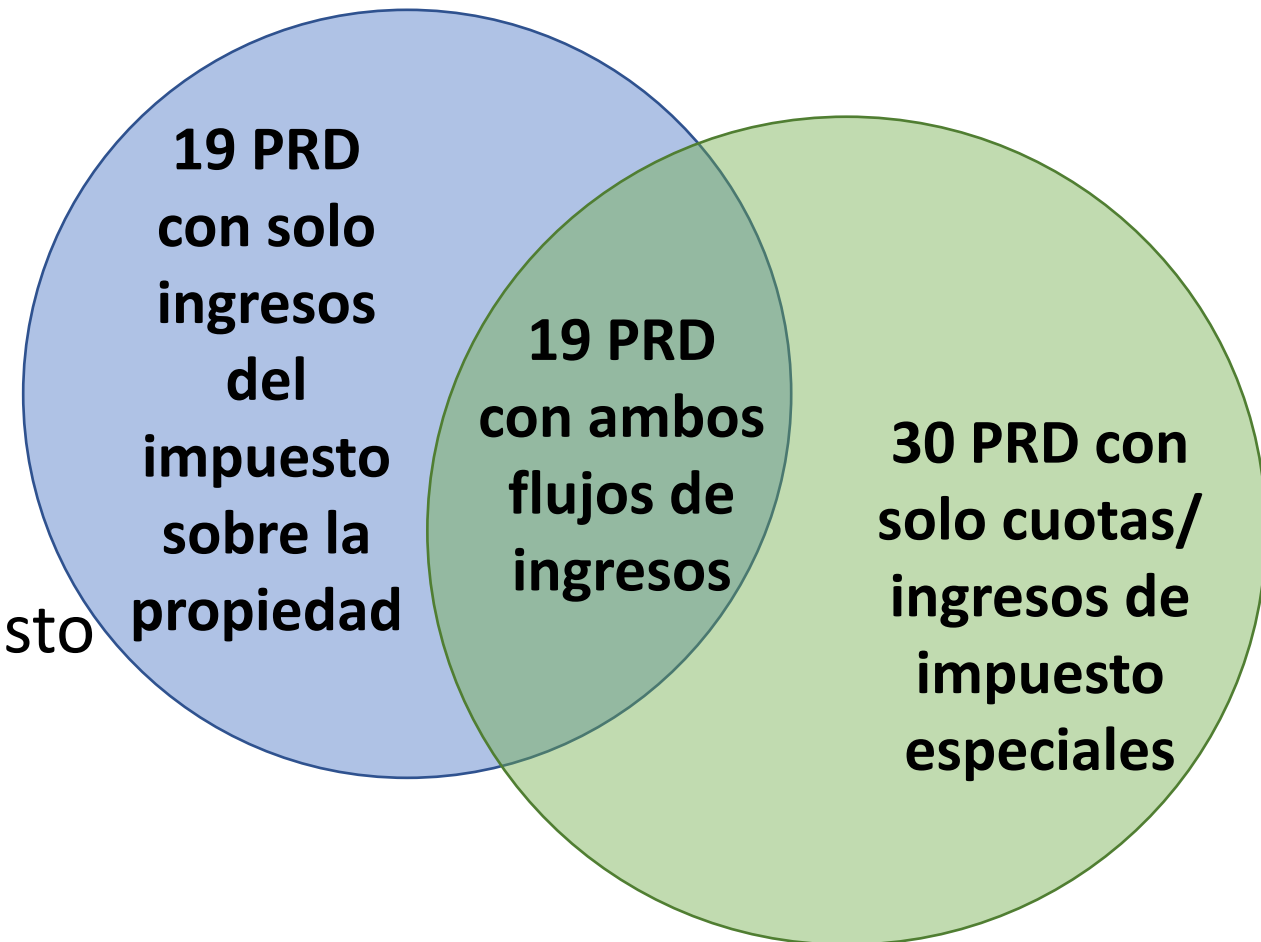 19 PRD
con solo
ingresos
del
impuesto
sobre la
propiedad
sto
19 PRD
con ambos
flujos de
ingresos
30 PRD con
solo cuotas/
ingresos de
impuesto
especiales